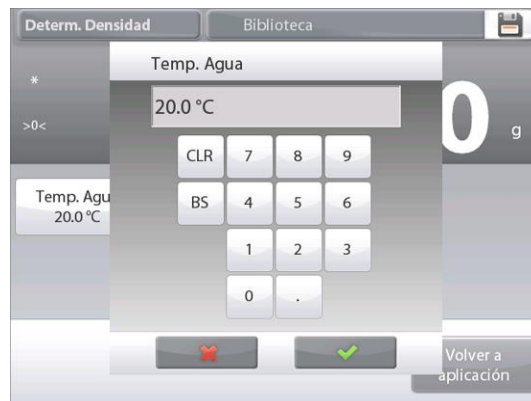 Determ. Densidad
Biblioteca
Temp. Agua
*
20.0 °C
>0<
0
g
CLR 7 8 9
Temp. Agu
20.0 °C
BS 4 5 6
1 2 3
0 .
Volver a
aplicación